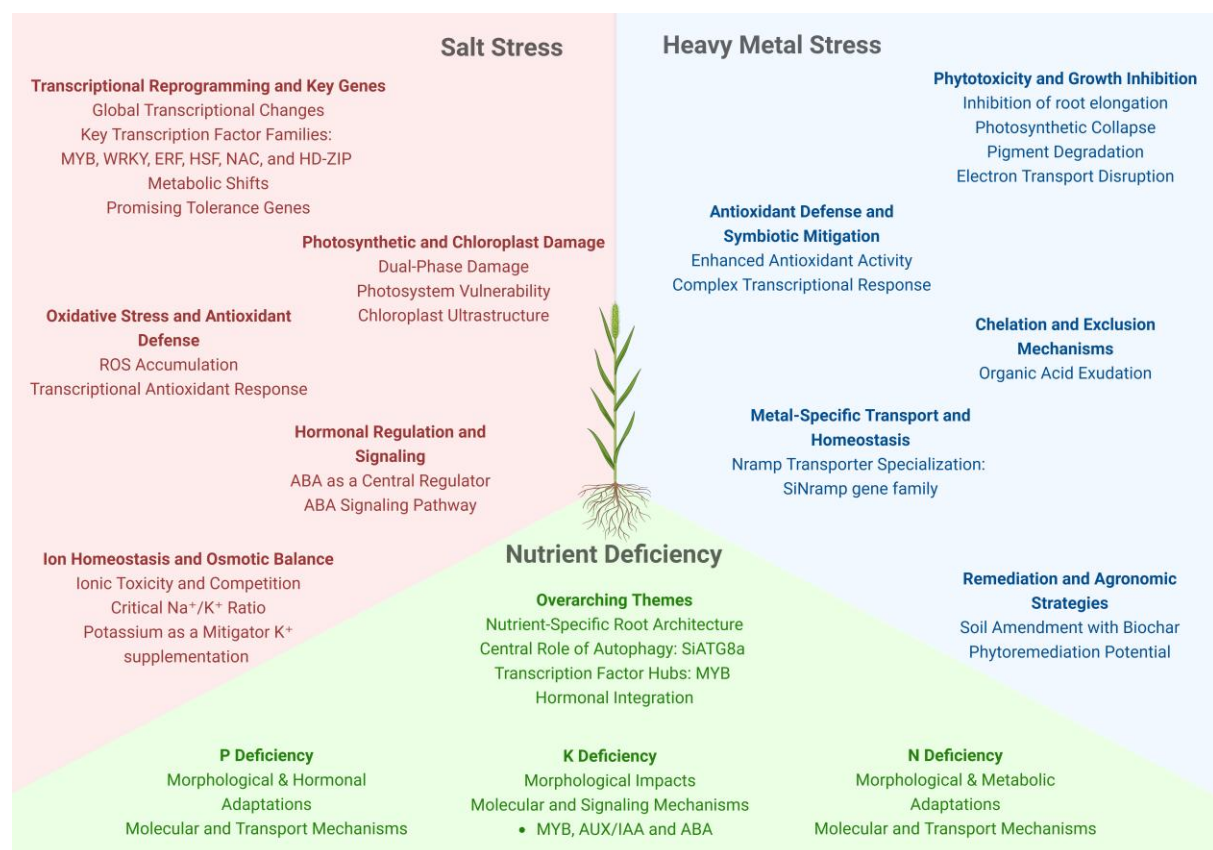 Salt Stress
Transcriptional Reprogramming and Key Genes
Global Transcriptional Changes
Key Transcription Factor Families:
MYB, WRKY, ERF, HSF, NAC, and HD-ZIP
Metabolic Shifts
Promising Tolerance Genes
Photosynthetic and Chloroplast Damage
Dual-Phase Damage
Photosystem Vulnerability
Chloroplast Ultrastructure
Oxidative Stress and Antioxidant
Defense
ROS Accumulation
Transcriptional Antioxidant Response
Hormonal Regulation and
Signaling
ABA as a Central Regulator
ABA Signaling Pathway
Ion Homeostasis and Osmotic Balance
Ionic Toxicity and Competition
Critical Na⁺/K⁺ Ratio
Potassium as a Mitigator K⁺
supplementation
Heavy Metal Stress
Phytotoxicity and Growth Inhibition
Inhibition of root elongation
Photosynthetic Collapse
Pigment Degradation
Electron Transport Disruption
Antioxidant Defense and
Symbiotic Mitigation
Enhanced Antioxidant Activity
Complex Transcriptional Response
Chelation and Exclusion
Mechanisms
Organic Acid Exudation
Metal-Specific Transport and
Homeostasis
Nramp Transporter Specialization:
SiNramp gene family
Remediation and Agronomic
Strategies
Soil Amendment with Biochar
Phytoremediation Potential
Nutrient Deficiency
Overarching Themes
Nutrient-Specific Root Architecture
Central Role of Autophagy: SiATG8a
Transcription Factor Hubs: MYB
Hormonal Integration
P Deficiency
Morphological & Hormonal
Adaptations
Molecular and Transport Mechanisms
K Deficiency
Morphological Impacts
Molecular and Signaling Mechanisms
• MYB, AUX/IAA and ABA
N Deficiency
Morphological & Metabolic
Adaptations
Molecular and Transport Mechanisms